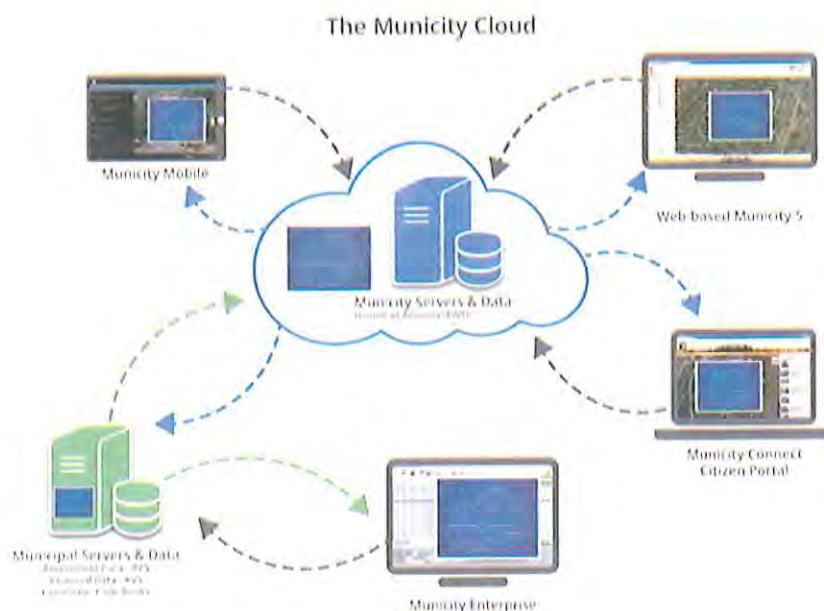 The Municity Cloud
Municity Mobile
Web-based Municity 5
Municity Servers & Data
Municity Connect
Citizen Portal
Municipal Servers & Data
Municity Enterprise